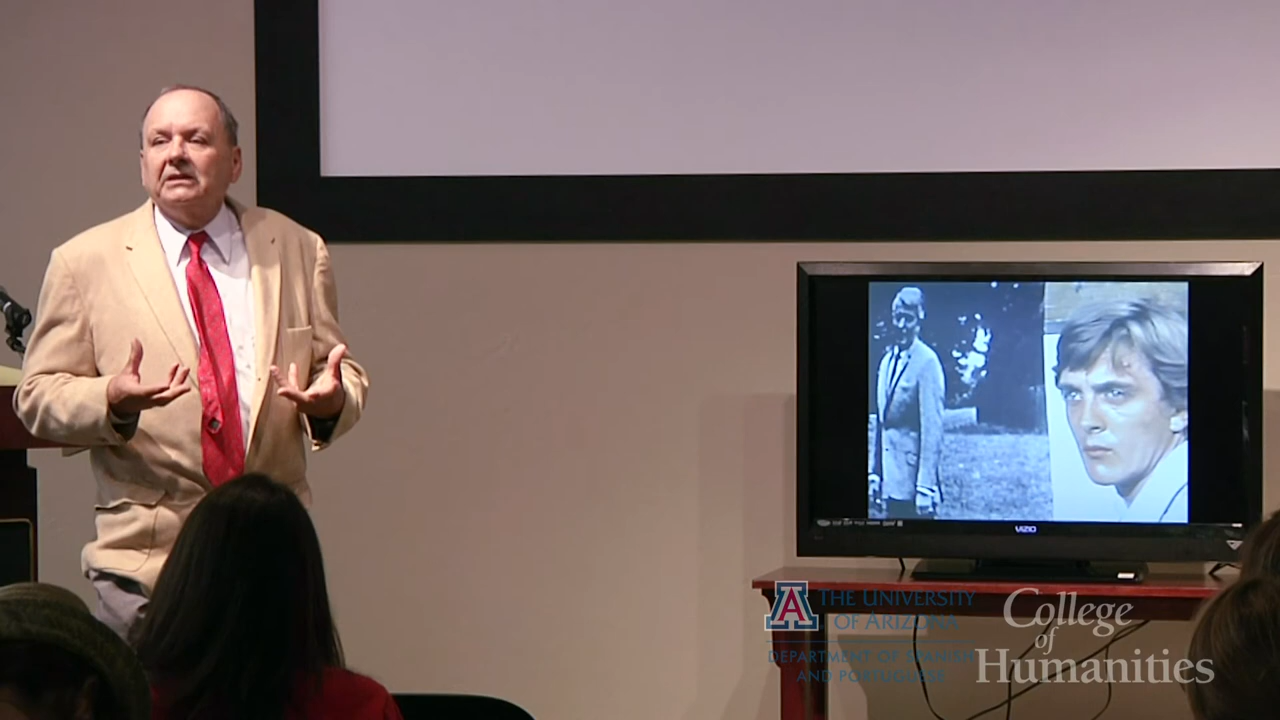 VIZIO
A
THE UNIVERSITY
OF ARIZONA
DEPARTMENT OF SPANISH
AND PORTUGUESE
College
of
Humanities